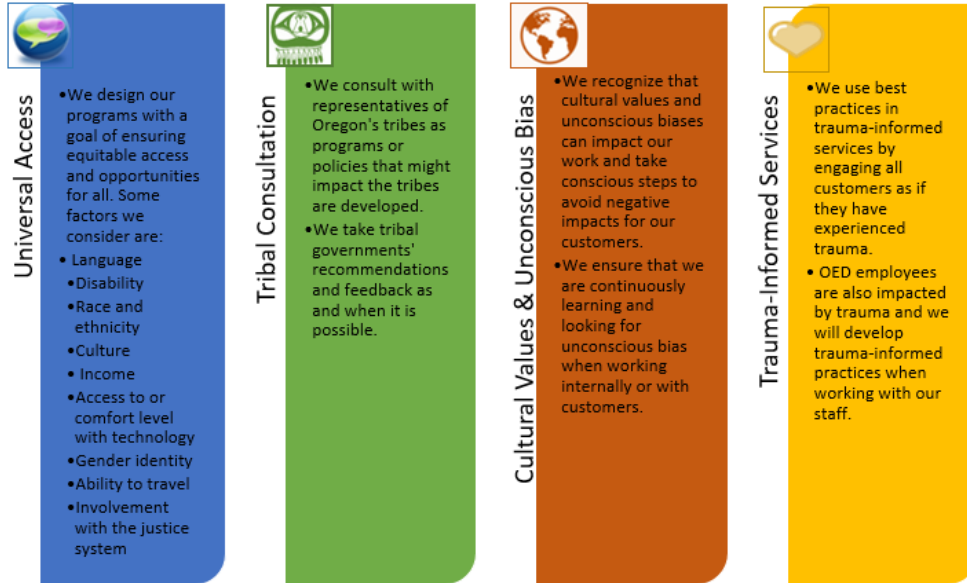 Universal Access
•We design our
programs with a
goal of ensuring
equitable access
and opportunities
for all. Some
factors we
consider are:
• Language
•Disability
•Race and
ethnicity
•Culture
• Income
•Access to or
comfort level
with technology
•Gender identity
•Ability to travel
•Involvement
with the justice
system
Tribal Consultation
•We consult with
representatives of
Oregon's tribes as
programs or
policies that might
impact the tribes
are developed.
•We take tribal
governments'
recommendations
and feedback as
and when it is
possible.
Cultural Values & Unconscious Bias
•We recognize that
cultural values and
unconscious biases
can impact our
work and take
conscious steps to
avoid negative
impacts for our
customers.
•We ensure that we
are continuously
learning and
looking for
unconscious bias
when working
internally or with
customers.
Trauma-Informed Services
•We use best
practices in
trauma-informed
services by
engaging all
customers as if
they have
experienced
trauma.
• OED employees
are also impacted
by trauma and we
will develop
trauma-informed
practices when
working with our
staff.